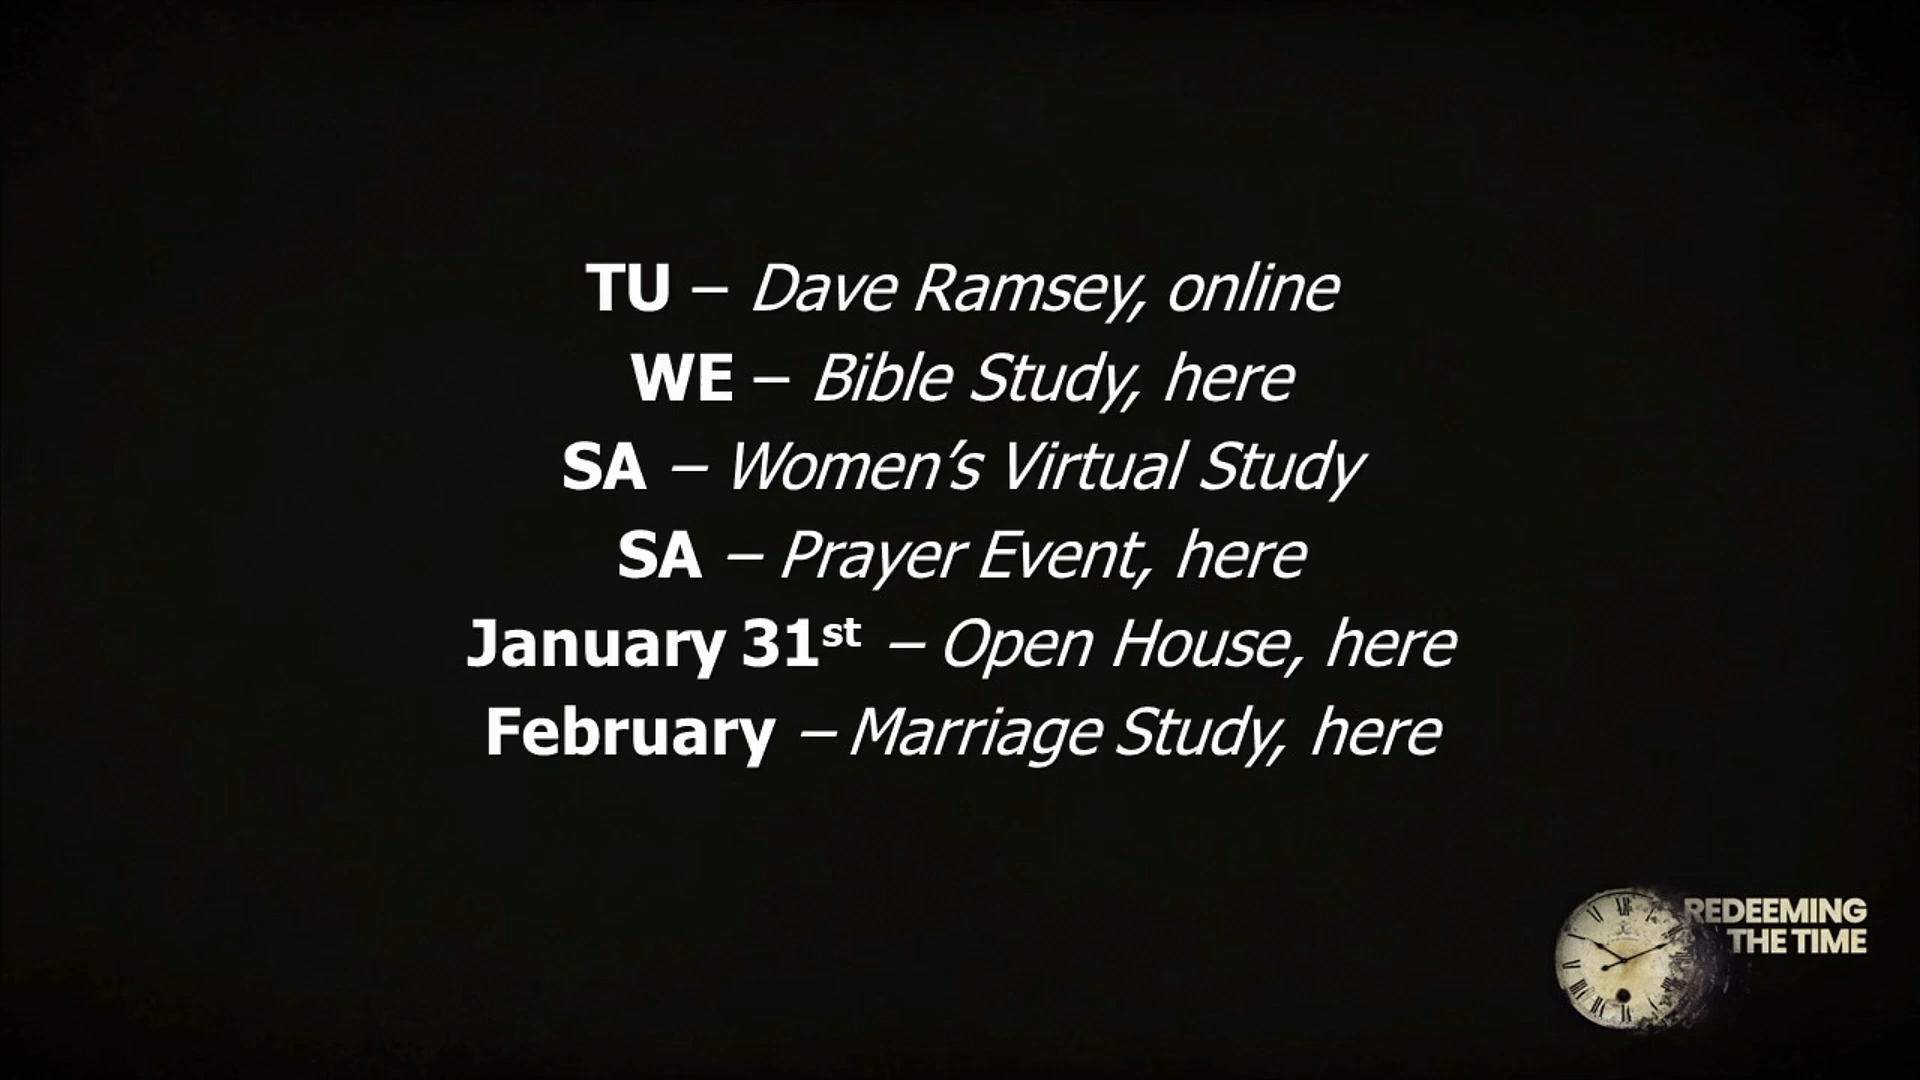 TU – Dave Ramsey, online
WE – Bible Study, here
SA – Women’s Virtual Study
SA – Prayer Event, here
January 31st – Open House, here
February – Marriage Study, here
REDEEMING
THE TIME